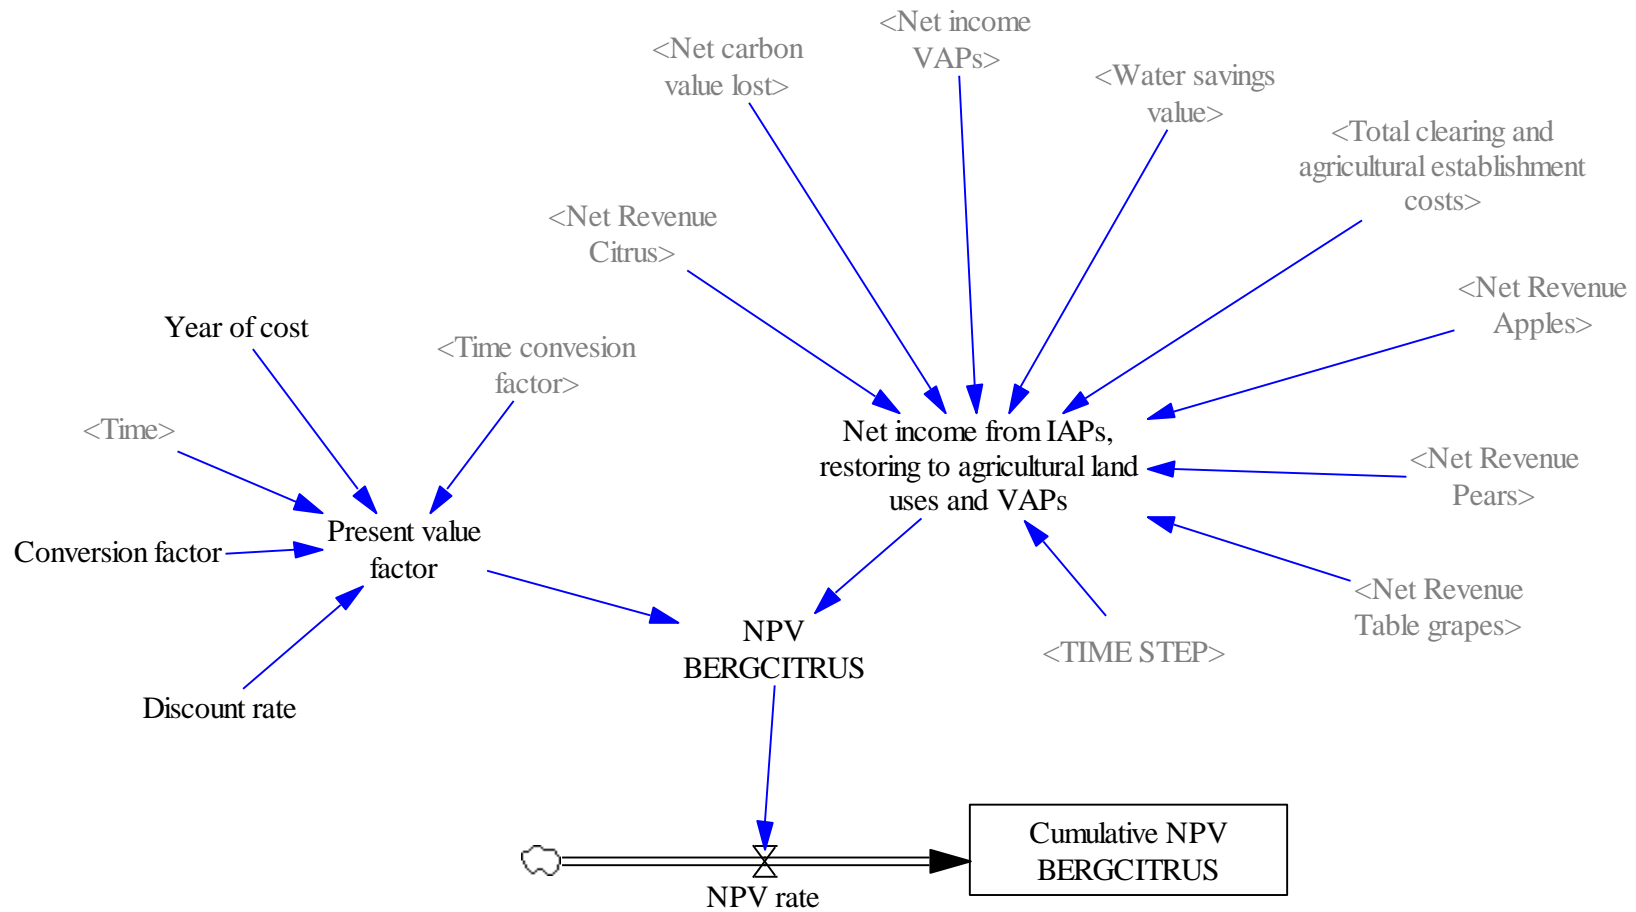 <Net income
VAPs>
<Net carbon
value lost>
<Water savings
value>
<Total clearing and
agricultural establishment
costs>
<Net Revenue
Citrus>
<Net Revenue
Apples>
Year of cost
<Time convesion
factor>
<Time>
Net income from IAPs,
restoring to agricultural land
uses and VAPs
<Net Revenue
Pears>
Present value
factor
Conversion factor
<Net Revenue
Table grapes>
NPV
BERGCITRUS
<TIME STEP>
Discount rate
Cumulative NPV
BERGCITRUS
NPV rate